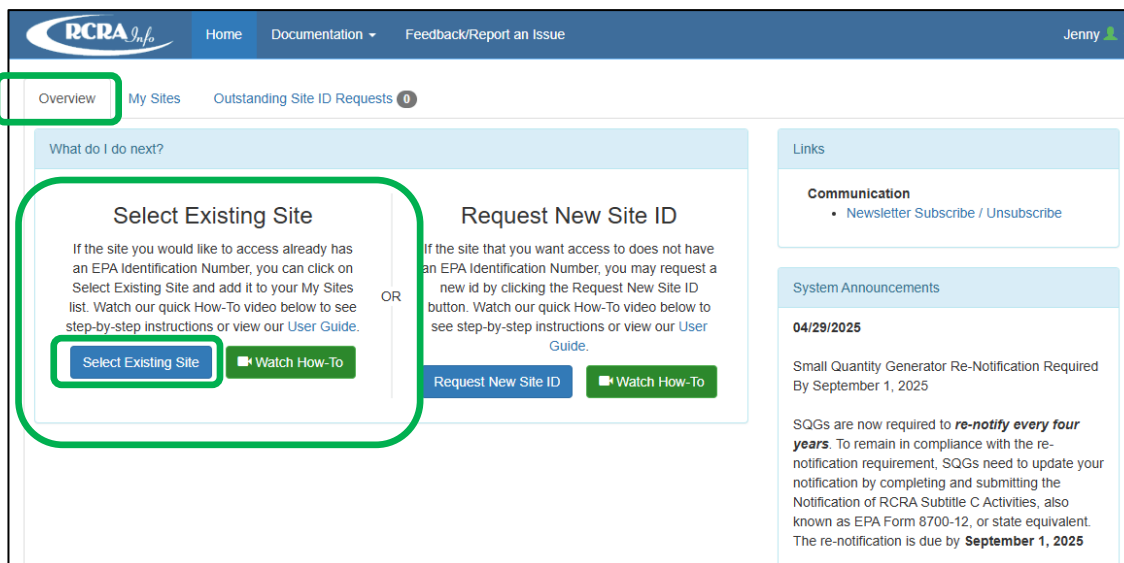 RCRAInfo
Home
Documentation
Feedback/Report an Issue
Jenny
Overview
My Sites
Outstanding Site ID Requests 0
What do I do next?
Select Existing Site
If the site you would like to access already has
an EPA Identification Number, you can click on
Select Existing Site and add it to your My Sites
list. Watch our quick How-To video below to see
step-by-step instructions or view our User Guide.
Select Existing Site
Watch How-To
OR
Request New Site ID
If the site that you want access to does not have
an EPA Identification Number, you may request a
new id by clicking the Request New Site ID
button. Watch our quick How-To video below to
see step-by-step instructions or view our User
Guide.
Request New Site ID
Watch How-To
Links
Communication
• Newsletter Subscribe / Unsubscribe
System Announcements
04/29/2025
Small Quantity Generator Re-Notification Required
By September 1, 2025
SQGs are now required to re-notify every four
years. To remain in compliance with the re-
notification requirement, SQGs need to update your
notification by completing and submitting the
Notification of RCRA Subtitle C Activities, also
known as EPA Form 8700-12, or state equivalent.
The re-notification is due by September 1, 2025